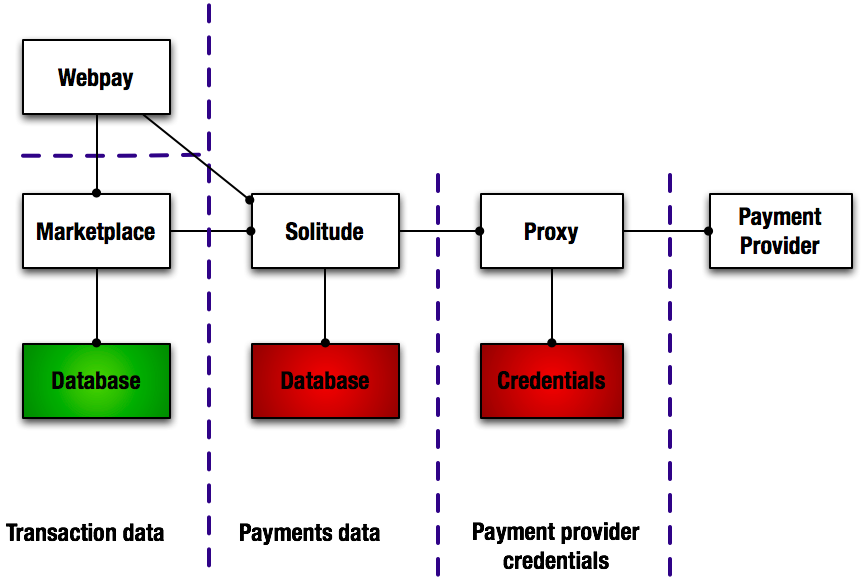 Webpay
Marketplace
Solitude
Proxy
Payment
Provider
Database
Database
Credentials
Transaction data
Payments data
Payment provider
credentials